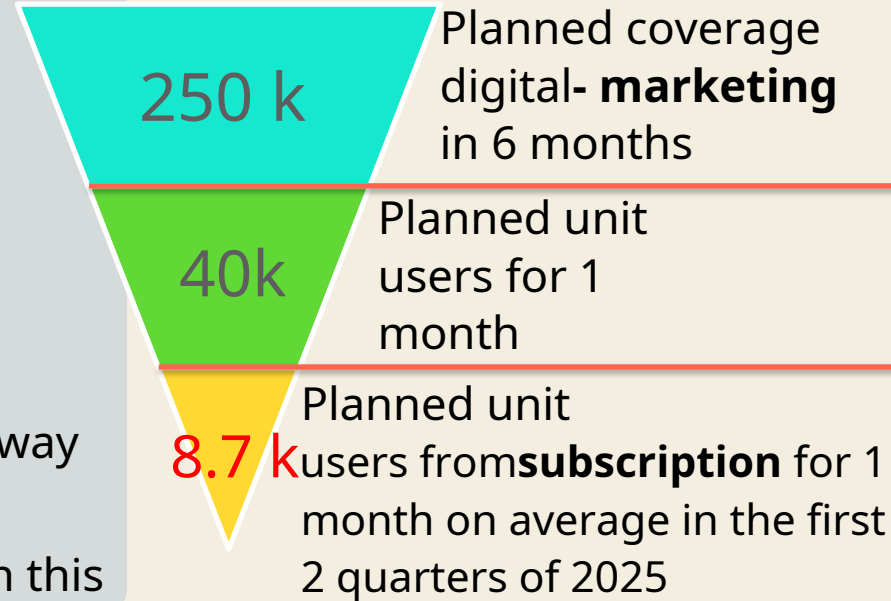 250 k
Planned coverage
digital- marketing
in 6 months
40k
Planned unit
users for 1
month
8.7 k
Planned unit
users fromsubscription for 1
month on average in the first
2 quarters of 2025
way
this